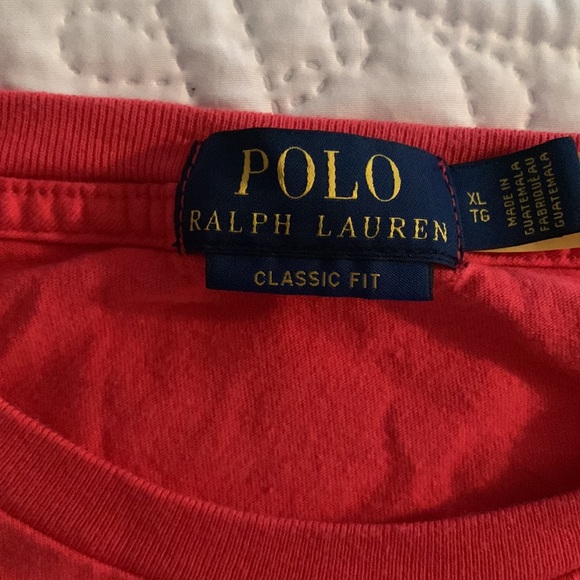 POLO
RALPH LAUREN
CLASSIC FIT
XL
TG
MADE IN
GUATEMALA
FABRIQUÉ AU
GUATEMALA